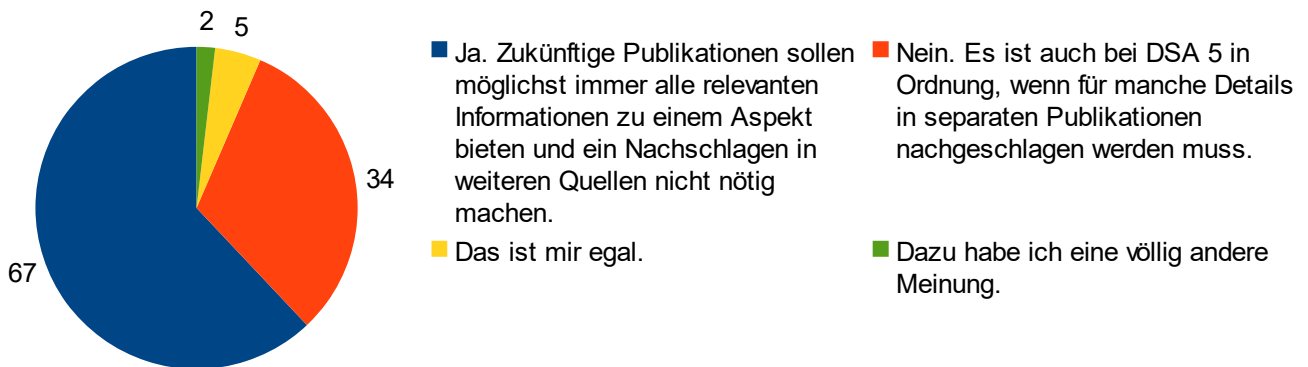 2
5
34
67
Ja. Zukünftige Publikationen sollen
möglichst immer alle relevanten
Informationen zu einem Aspekt
bieten und ein Nachschlagen in
weiteren Quellen nicht nötig
machen.
Nein. Es ist auch bei DSA 5 in
Ordnung, wenn für manche Details
in separaten Publikationen
nachgeschlagen werden muss.
Das ist mir egal.
Dazu habe ich eine völlig andere
Meinung.